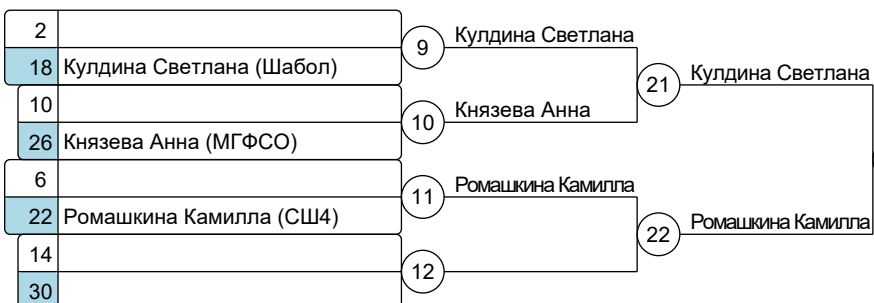 2
18 Кулдина Светлана (Шабол)
9 Кулдина Светлана
10
26 Князева Анна (МГФСО)
10 Князева Анна
21 Кулдина Светлана
6
22 Ромашкина Камилла (СШ4)
11 Ромашкина Камилла
14
30
12
22 Ромашкина Камилла